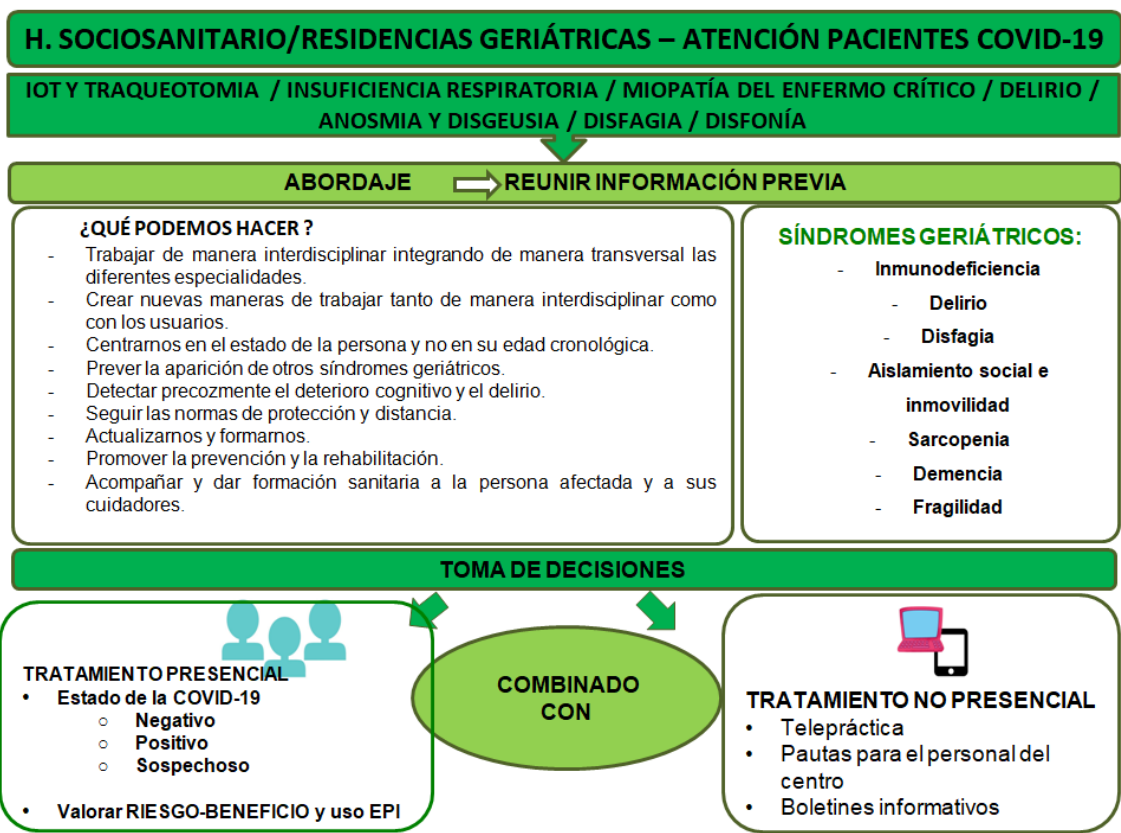 H. SOCIOSANITARIO/RESIDENCIAS GERIÁTRICAS – ATENCIÓN PACIENTES COVID-19
IOT Y TRAQUEOTOMIA / INSUFICIENCIA RESPIRATORIA / MIOPATÍA DEL ENFERMO CRÍTICO / DELIRIO /
ANOSMIA Y DISGEUSIA / DISFAGIA / DISFONÍA
ABORDAJE REUNIR INFORMACIÓN PREVIA
¿QUÉ PODEMOS HACER ?
- Trabajar de manera interdisciplinar integrando de manera transversal las
diferentes especialidades.
- Crear nuevas maneras de trabajar tanto de manera interdisciplinar como
con los usuarios.
- Centrarnos en el estado de la persona y no en su edad cronológica.
- Prever la aparición de otros síndromes geriátricos.
- Detectar precozmente el deterioro cognitivo y el delirio.
- Seguir las normas de protección y distancia.
- Actualizarnos y formarnos.
- Promover la prevención y la rehabilitación.
- Acompañar y dar formación sanitaria a la persona afectada y a sus
cuidadores.
SÍNDROMES GERIÁTRICOS:
- Inmunodeficiencia
- Delirio
- Disfagia
- Aislamiento social e
inmovilidad
- Sarcopenia
- Demencia
- Fragilidad
TOMA DE DECISIONES
TRATAMIENTO PRESENCIAL
• Estado de la COVID-19
○ Negativo
○ Positivo
○ Sospechoso
• Valorar RIESGO-BENEFICIO y uso EPI
COMBINADO
CON
TRATAMIENTO NO PRESENCIAL
• Telepráctica
• Pautas para el personal del
centro
• Boletines informativos